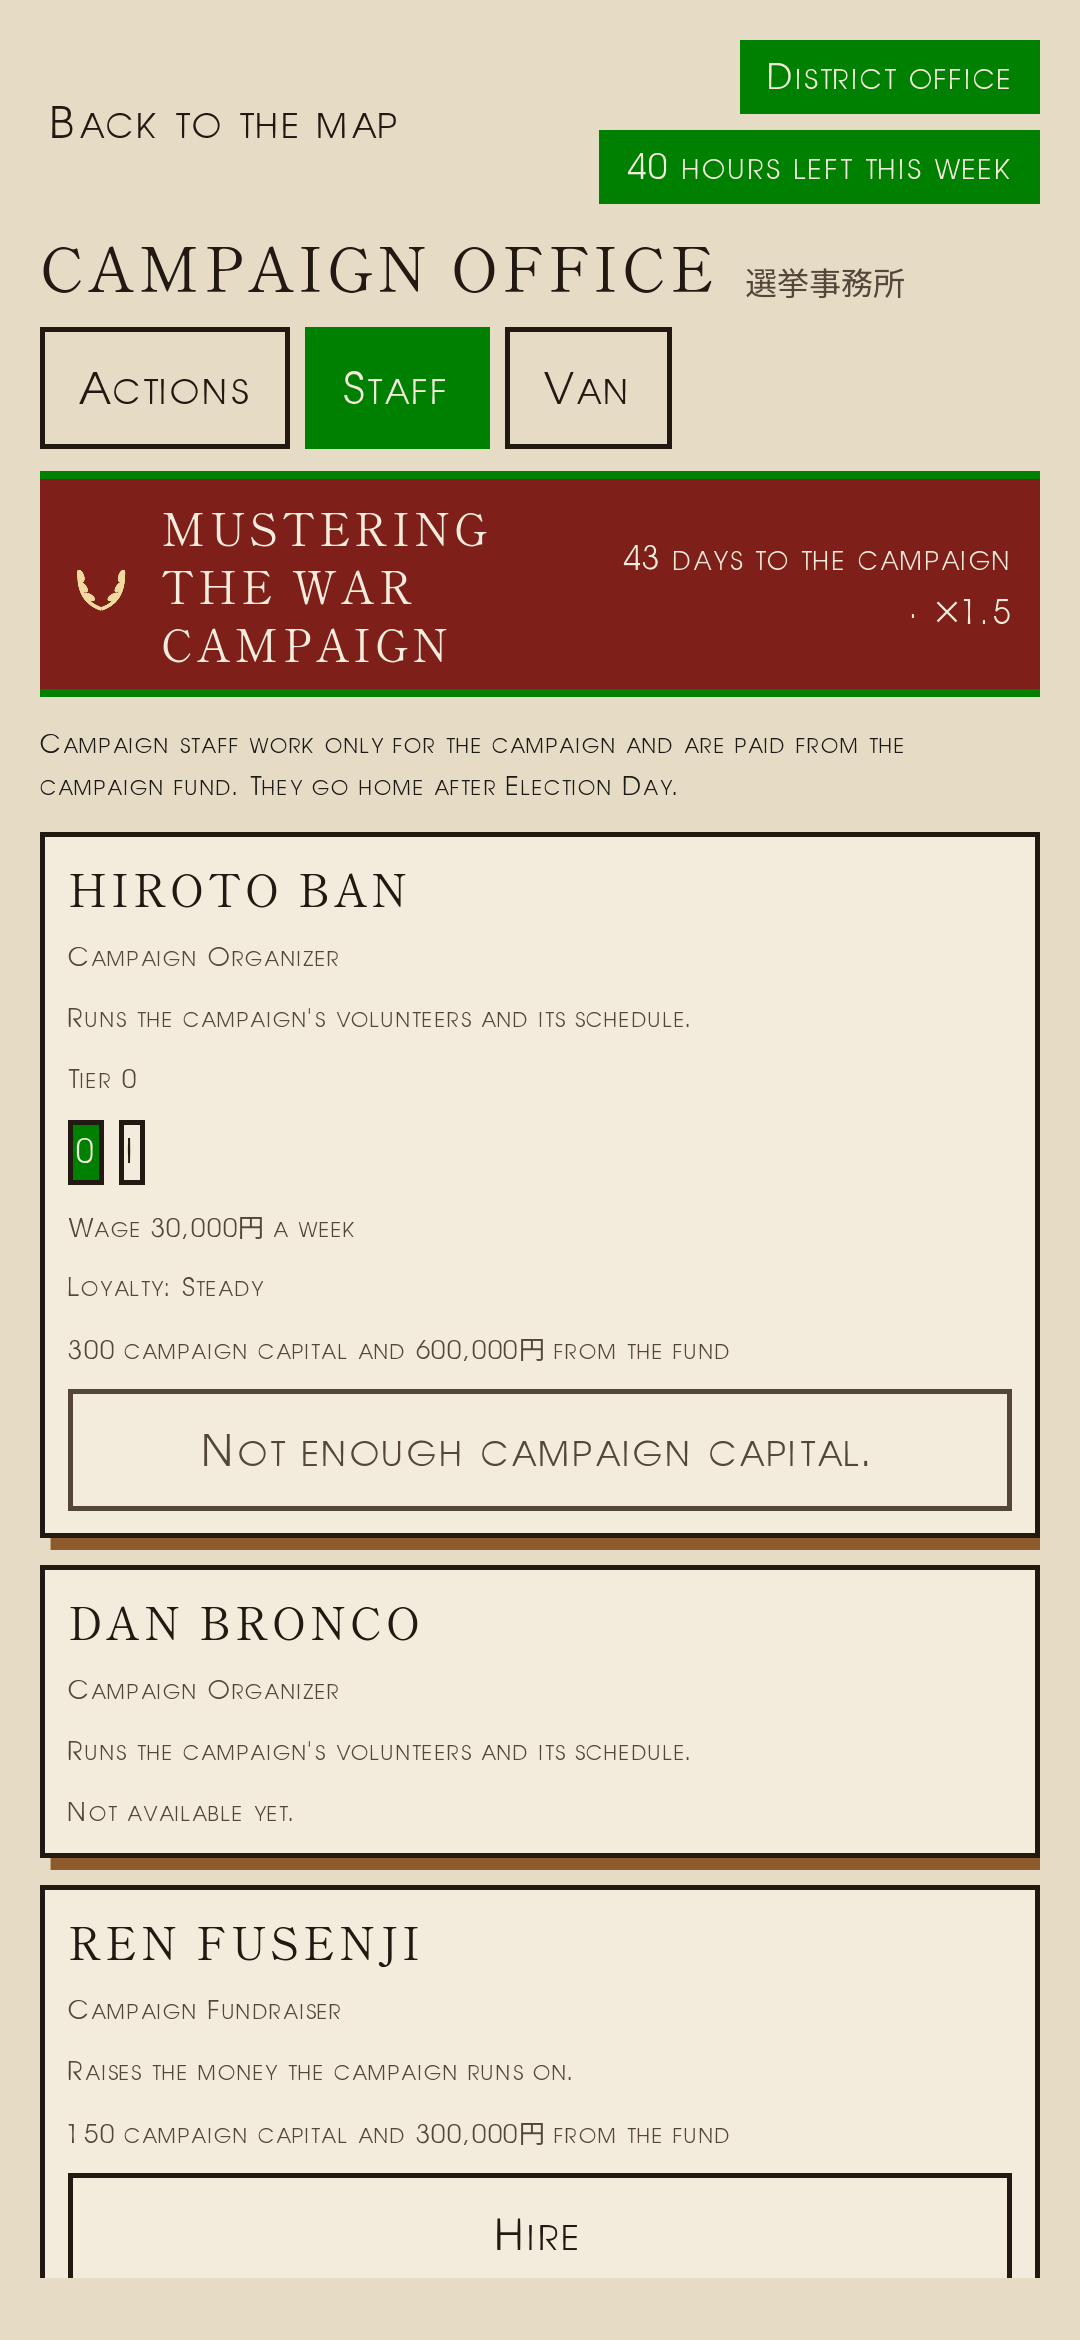 Back to the map
District office
40 hours left this week
CAMPAIGN OFFICE 選挙事務所
Actions Staff Van
MUSTERING
THE WAR
CAMPAIGN
43 days to the campaign
· ×1.5
Campaign staff work only for the campaign and are paid from the
campaign fund. They go home after Election Day.
HIROTO BAN
Campaign Organizer
Runs the campaign's volunteers and its schedule.
Tier 0
0 I
Wage 30,000円 a week
Loyalty: Steady
300 campaign capital and 600,000円 from the fund
Not enough campaign capital.
DAN BRONCO
Campaign Organizer
Runs the campaign's volunteers and its schedule.
Not available yet.
REN FUSENJI
Campaign Fundraiser
Raises the money the campaign runs on.
150 campaign capital and 300,000円 from the fund
Hire